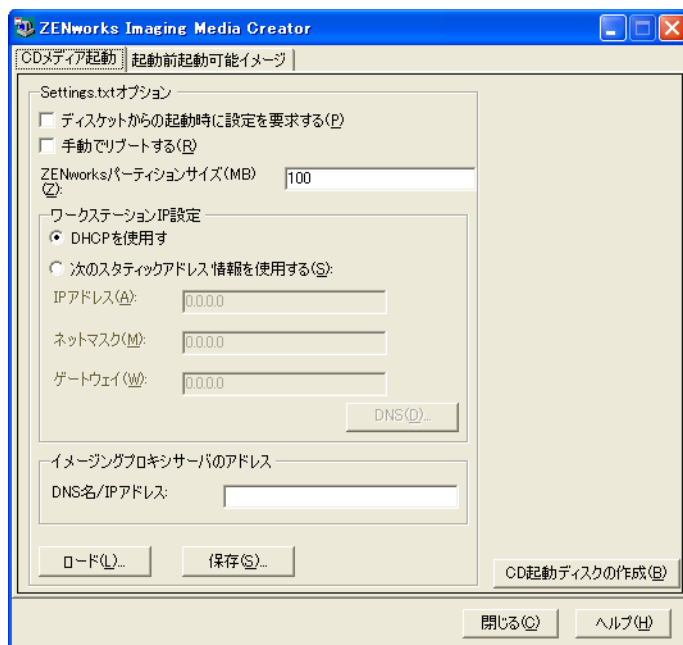 ZENworks Imaging Media Creator
CDメディア起動 起動前起動可能イメージ
Settings.txtオプション
ディスケットからの起動時に設定を要求する(P)
手動でリブートする(R)
ZENworksパーティションサイズ(MB)
(Z):
100
ワークステーションIP設定
DHCPを使用す
次のスタティックアドレス情報を使用する(S):
IPアドレス(A): 0.0.0.0
ネットマスク(M): 0.0.0.0
ゲートウェイ(W): 0.0.0.0
DNS(D)...
イメージングプロキシサーバのアドレス
DNS名/IPアドレス:
ロード(L)... 保存(S)...
CD起動ディスクの作成(B)
閉じる(C) ヘルプ(H)